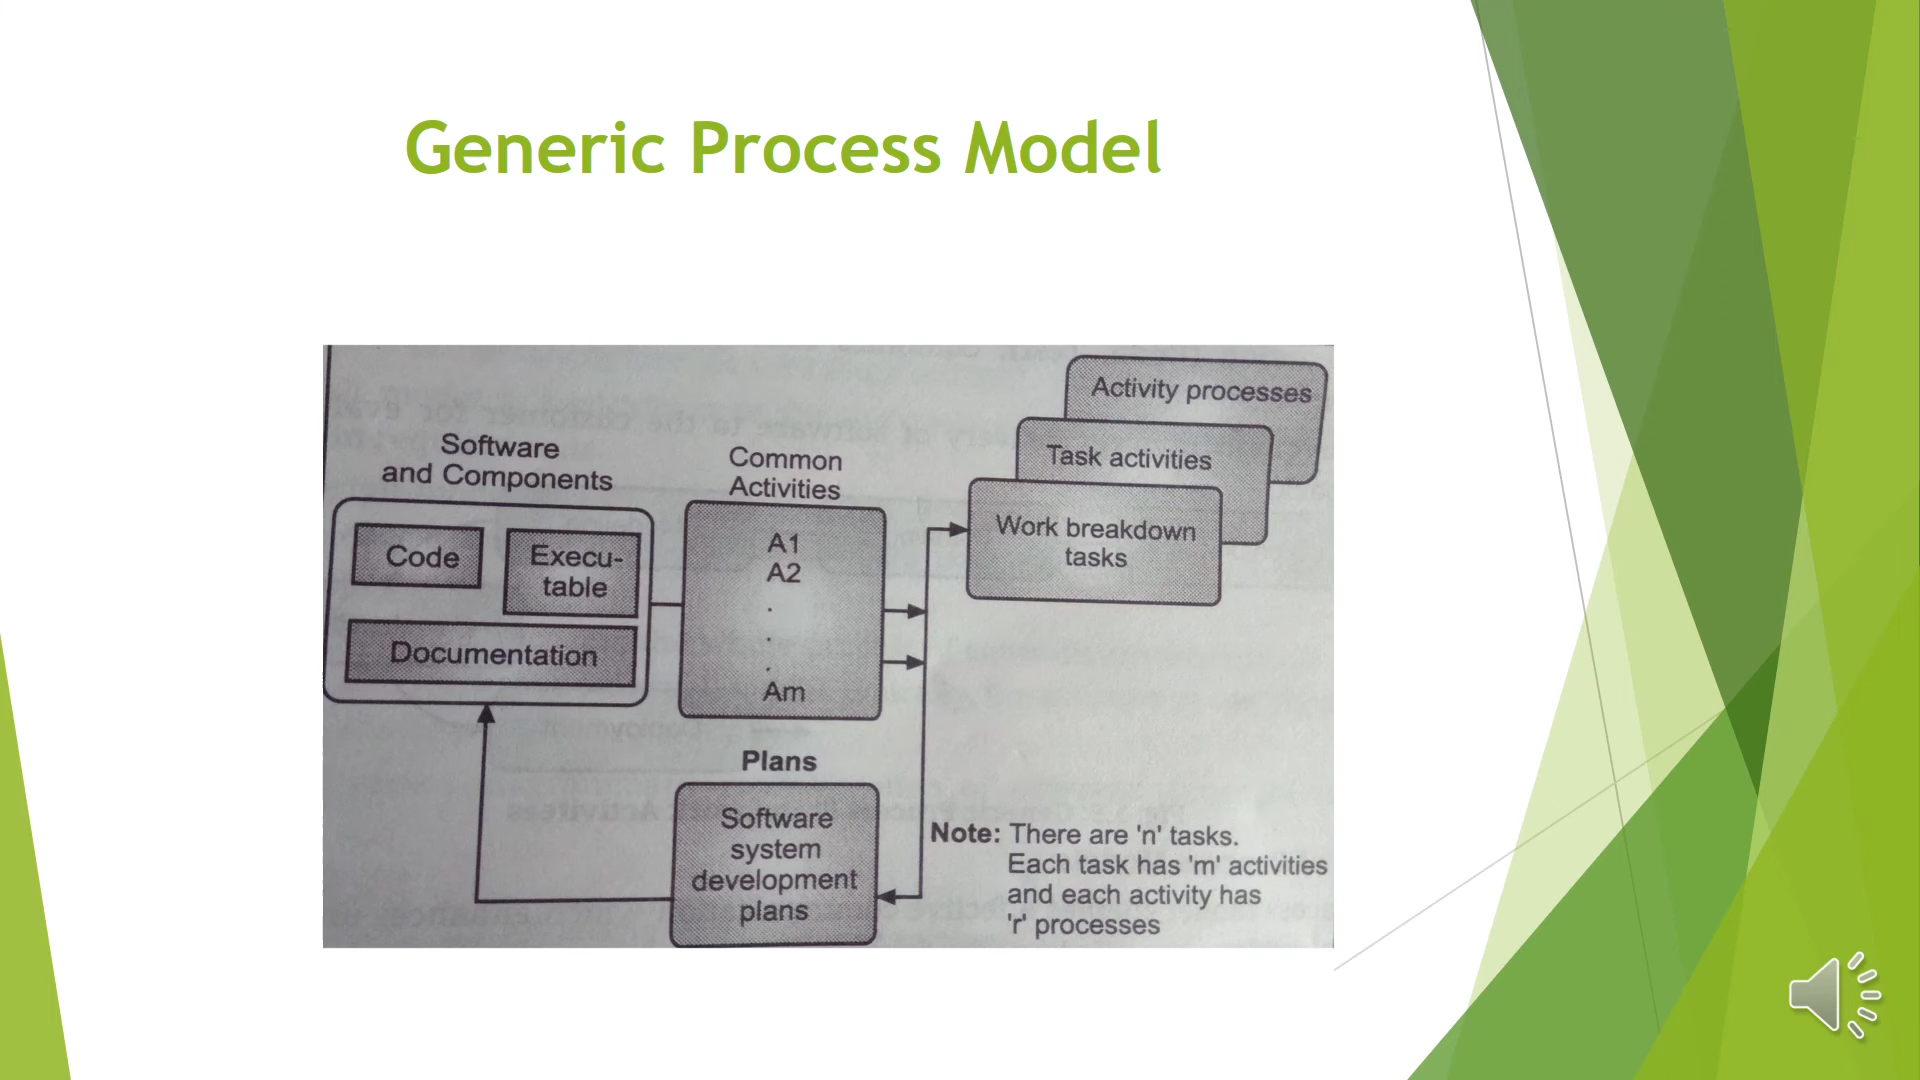 Generic Process Model
Software
and Components
Code
Execu-
table
Documentation
Common
Activities
A1
A2
.
.
.
Am
Activity processes
Task activities
Work breakdown
tasks
Plans
Software
system
development
plans
Note: There are 'n' tasks.
Each task has 'm' activities
and each activity has
'r' processes